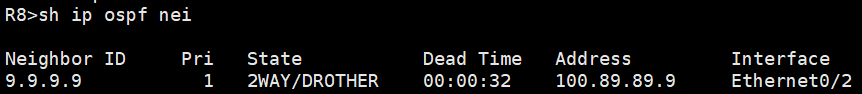 R8>sh ip ospf nei
Neighbor ID     Pri   State           Dead Time   Address         Interface
9.9.9.9           1   2WAY/DROTHER    00:00:32    100.89.89.9     Ethernet0/2